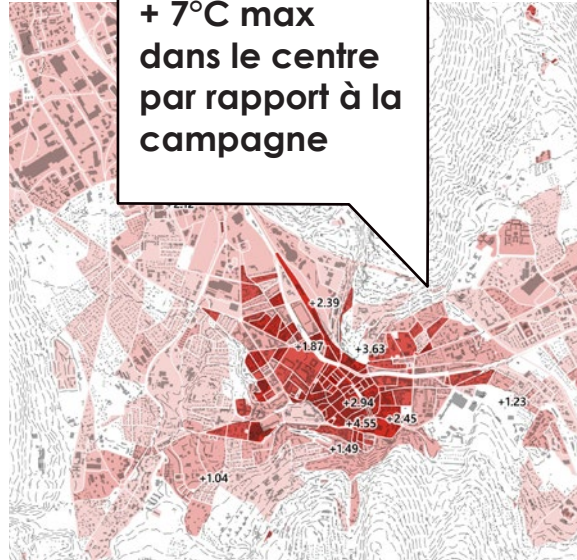 + 7°C max
dans le centre
par rapport à la
campagne
+2.39
+1.87
+3.63
+2.94
+4.55
+2.45
+1.23
+1.49
+1.04